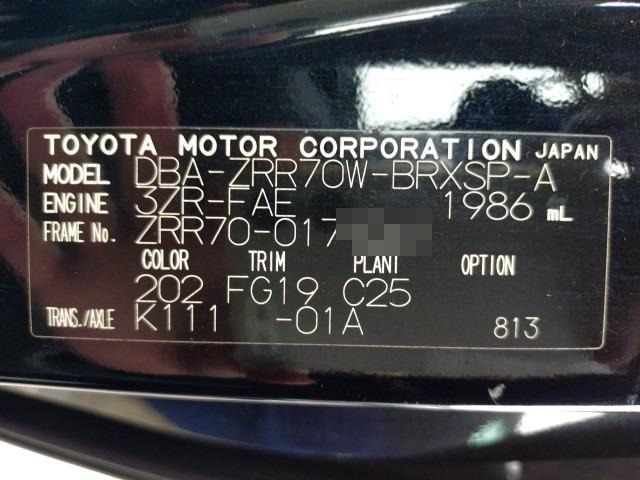 TOYOTA MOTOR CORPORATION JAPAN
MODEL DBA-ZRR70W-BRXSP-A
ENGINE 3ZR-FAE 1986 mL
FRAME No. ZRR70-017
COLOR TRIM PLANT OPTION
202 FG19 C25
TRANS./AXLE K111 -01A 813